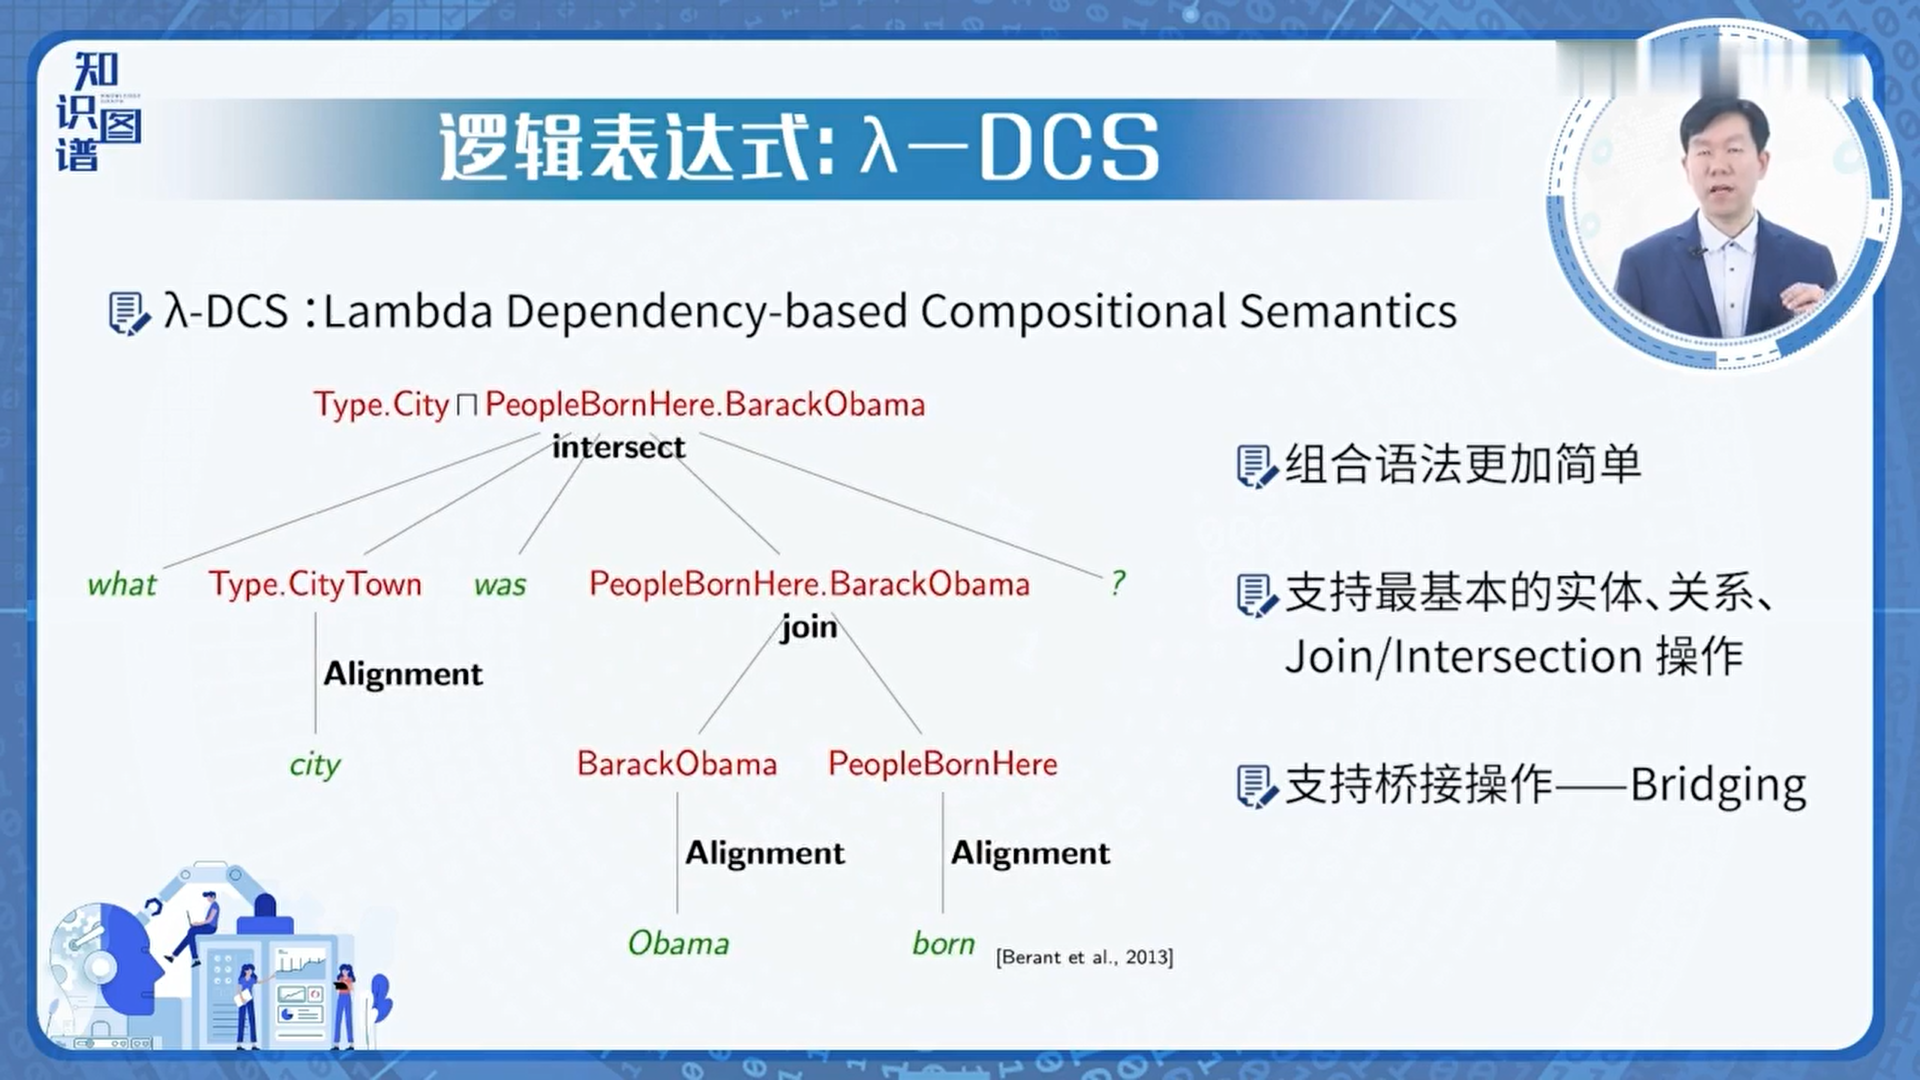 知识图谱
逻辑表达式：λ—DCS
λ-DCS：Lambda Dependency-based Compositional Semantics
Type.City⊓PeopleBornHere.BarackObama
intersect
what Type.CityTown was PeopleBornHere.BarackObama ?
join
Alignment
city
BarackObama PeopleBornHere
Alignment Alignment
Obama born [Berant et al., 2013]
组合语法更加简单
支持最基本的实体、关系、
Join/Intersection 操作
支持桥接操作——Bridging